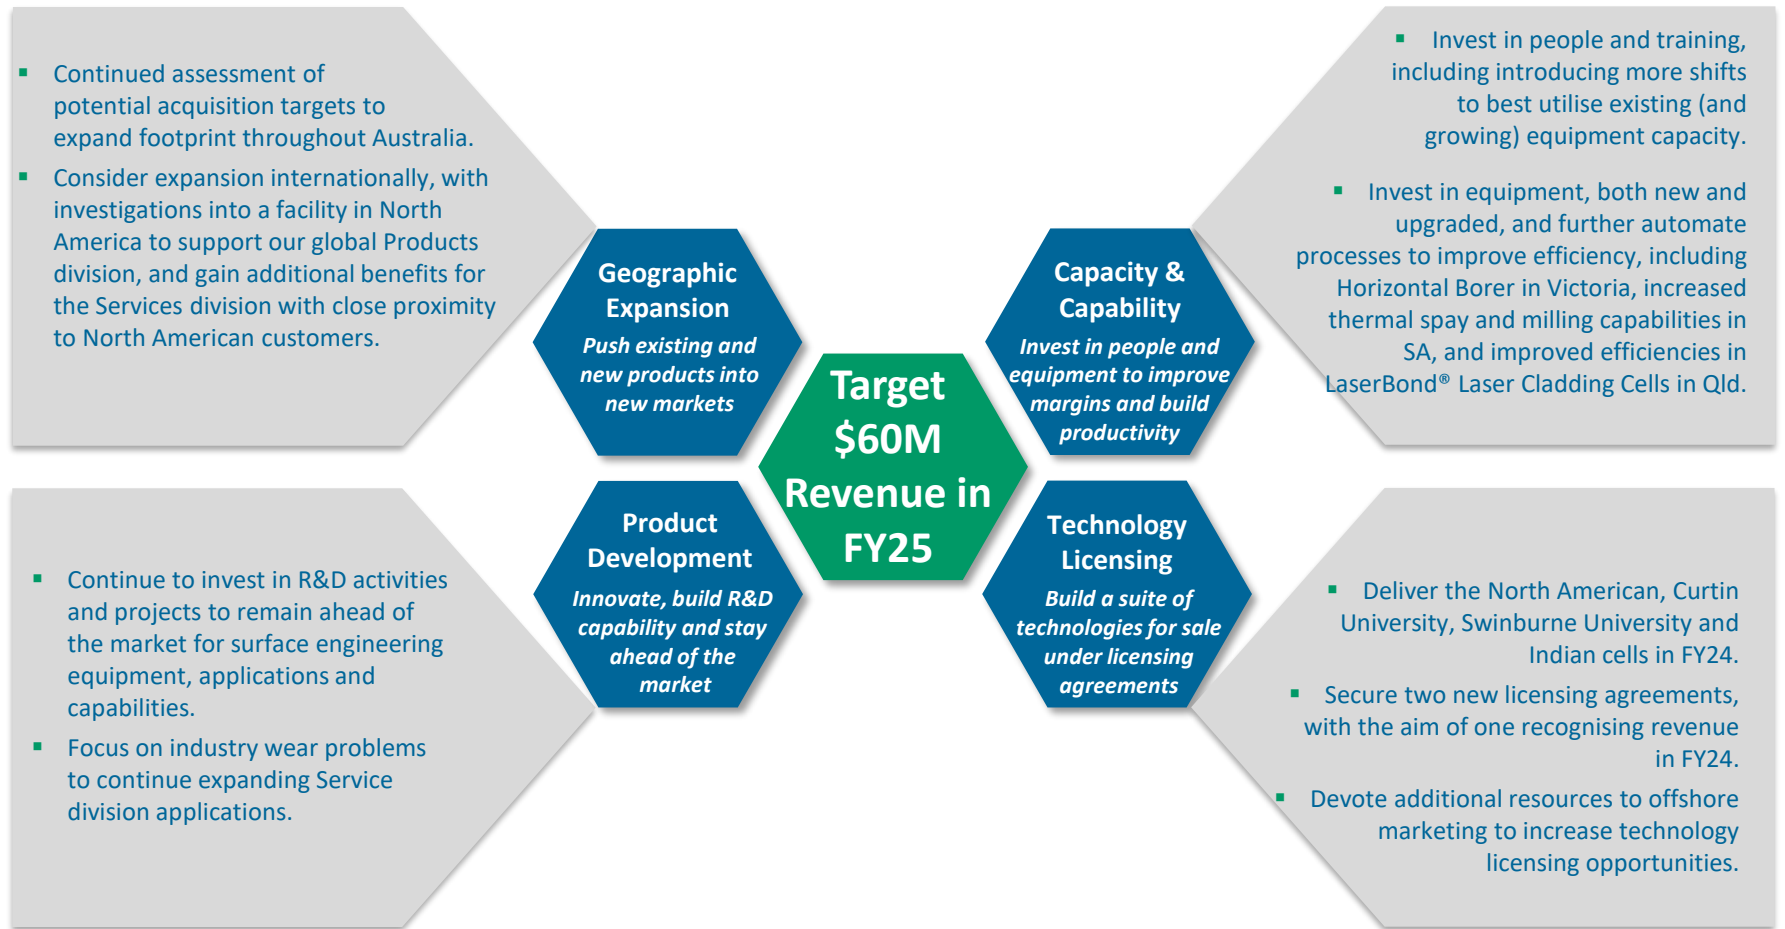 ▪ Continued assessment of
potential acquisition targets to
expand footprint throughout Australia.
▪ Consider expansion internationally, with
investigations into a facility in North
America to support our global Products
division, and gain additional benefits for
the Services division with close proximity
to North American customers.
Geographic
Expansion
Push existing and
new products into
new markets
▪ Invest in people and training,
including introducing more shifts
to best utilise existing (and
growing) equipment capacity.
▪ Invest in equipment, both new and
upgraded, and further automate
processes to improve efficiency, including
Horizontal Borer in Victoria, increased
thermal spay and milling capabilities in
SA, and improved efficiencies in
LaserBond® Laser Cladding Cells in Qld.
Capacity &
Capability
Invest in people and
equipment to improve
margins and build
productivity
Target
$60M
Revenue in
FY25
▪ Continue to invest in R&D activities
and projects to remain ahead of
the market for surface engineering
equipment, applications and
capabilities.
▪ Focus on industry wear problems
to continue expanding Service
division applications.
Product
Development
Innovate, build R&D
capability and stay
ahead of the
market
Technology
Licensing
Build a suite of
technologies for sale
under licensing
agreements
▪ Deliver the North American, Curtin
University, Swinburne University and
Indian cells in FY24.
▪ Secure two new licensing agreements,
with the aim of one recognising revenue
in FY24.
▪ Devote additional resources to offshore
marketing to increase technology
licensing opportunities.